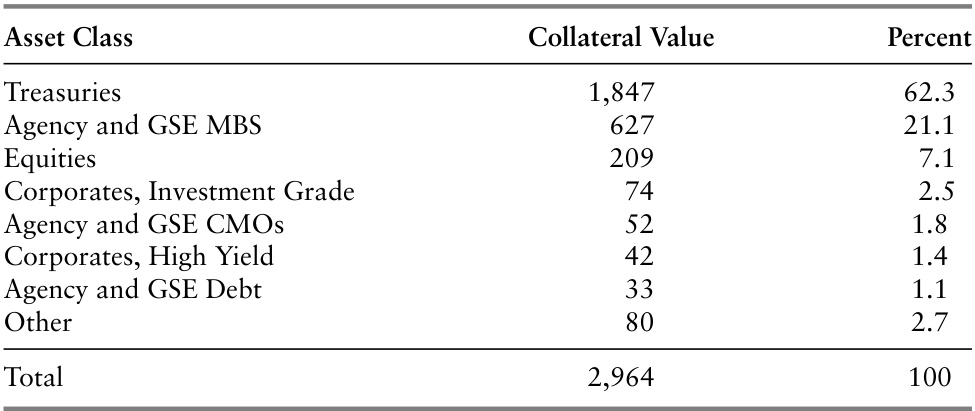 Asset Class Collateral Value Percent
Treasuries 1,847 62.3
Agency and GSE MBS 627 21.1
Equities 209 7.1
Corporates, Investment Grade 74 2.5
Agency and GSE CMOs 52 1.8
Corporates, High Yield 42 1.4
Agency and GSE Debt 33 1.1
Other 80 2.7
Total 2,964 100